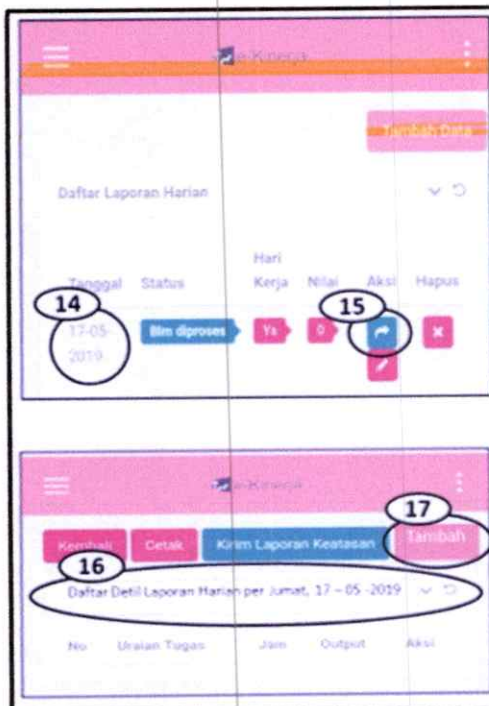 e-Kinerja
Tambah Data
Daftar Laporan Harian
Tanggal Status Hari Kerja Nilai Aksi Hapus
14 15
17-05-2019 Blm diproses Ya 0
e-Kinerja
17
Kembali Cetak Kirim Laporan Keatasan Tambah
16
Daftar Detil Laporan Harian per Jumat, 17 – 05 -2019
No Uraian Tugas Jam Output Aksi